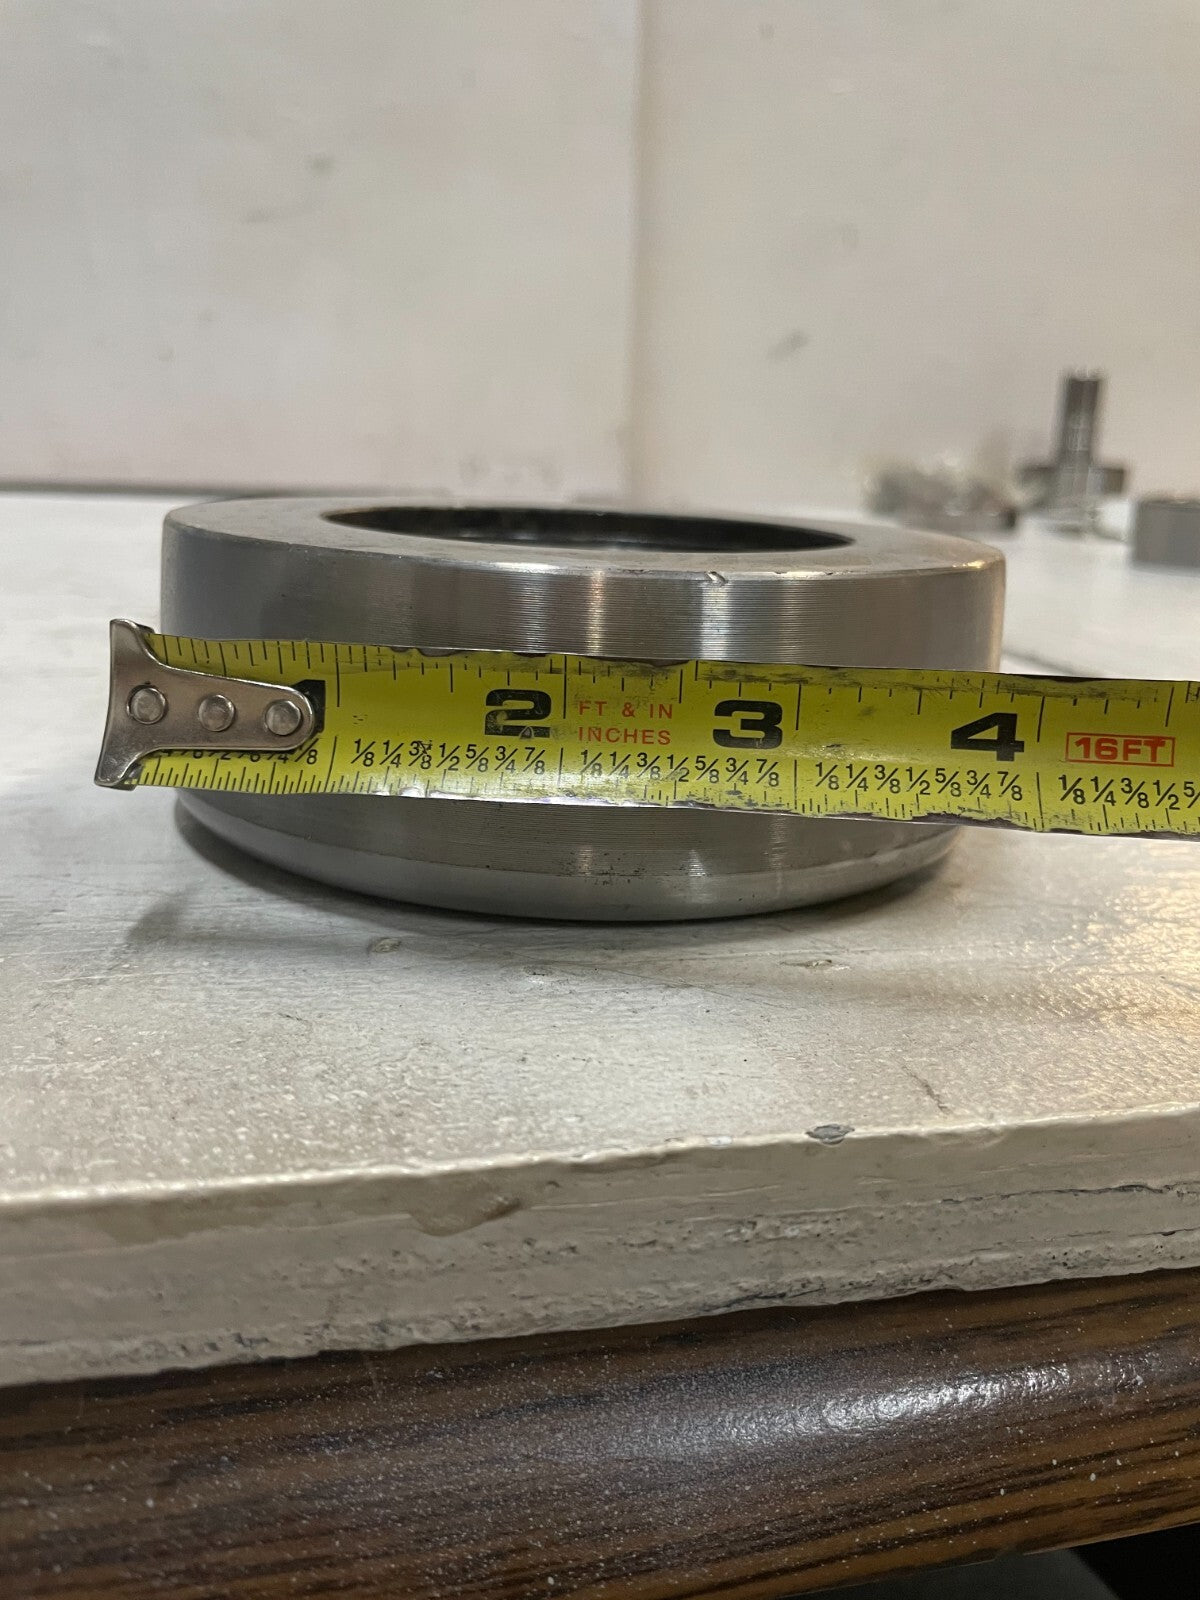 1 2 FT & IN 3 4 16FT
INCHES
1/8 1/4 3/8 1/2 5/8 3/4 7/8 1/8 1/4 3/8 1/2 5/8 3/4 7/8 1/8 1/4 3/8 1/2 5/8 3/4 7/8 1/8 1/4 3/8 1/2